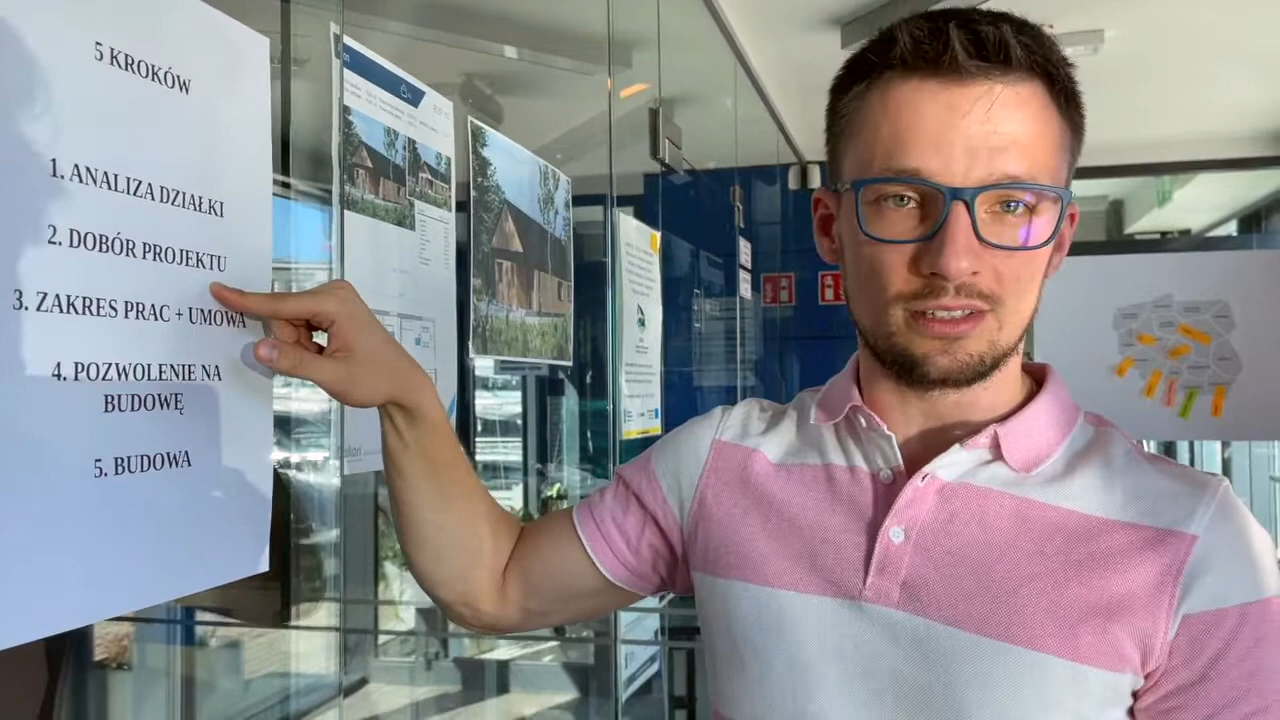 5 KROKÓW
1. ANALIZA DZIAŁKI
2. DOBÓR PROJEKTU
3. ZAKRES PRAC + UMOWA
4. POZWOLENIE NA
BUDOWĘ
5. BUDOWA